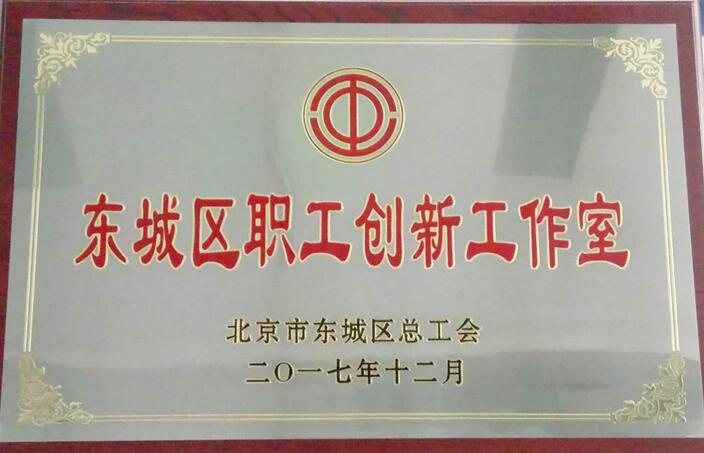 东城区职工创新工作室
北京市东城区总工会
二〇一七年十二月